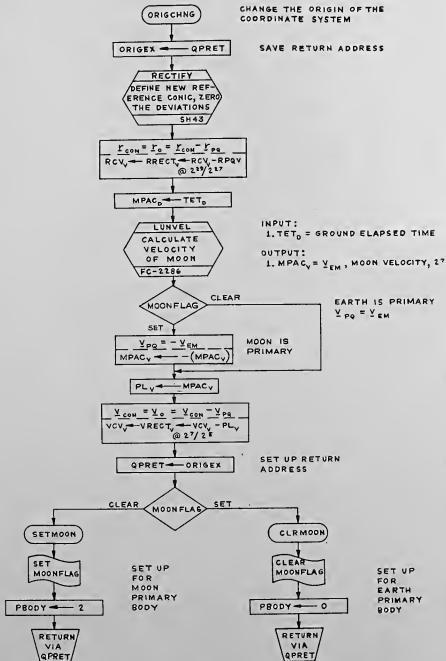 ORIGCHNG
CHANGE THE ORIGIN OF THE
COORDINATE SYSTEM
ORIGEX ← QPRET
SAVE RETURN ADDRESS
RECTIFY
DEFINE NEW REF-
ERENCE CONIC, ZERO
THE DEVIATIONS
SH43
r_CON = r_O = r_CON - r_PQ
RCV_V ← RRECT_V ← RCV_V - RPQV
@ 2^29/2^27
MPAC_D ← TET_D
LUNVEL
CALCULATE
VELOCITY
OF MOON
FC-2286
INPUT:
1. TET_D = GROUND ELAPSED TIME
OUTPUT:
1. MPAC_V = V_EM, MOON VELOCITY, 2^7
MOONFLAG
CLEAR
EARTH IS PRIMARY
V_PQ = V_EM
SET
V_PQ = -V_EM
MPAC_V ← -(MPAC_V)
MOON IS
PRIMARY
PL_V ← MPAC_V
V_CON = V_O = V_CON - V_PQ
VCV_V ← VRECT_V ← VCV_V - PL_V
@ 2^7/2^5
QPRET ← ORIGEX
SET UP RETURN
ADDRESS
CLEAR
MOONFLAG
SET
SETMOON
CLRMOON
SET
MOONFLAG
SET UP
FOR
MOON
PRIMARY
BODY
CLEAR
MOONFLAG
SET UP
FOR
EARTH
PRIMARY
BODY
PBODY ← 2
PBODY ← 0
RETURN
VIA
QPRET
RETURN
VIA
QPRET